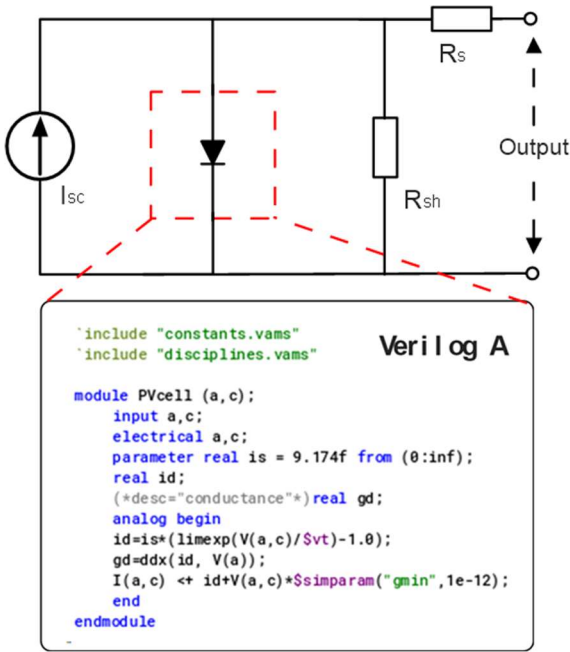 Rs
Output
Isc
Rsh
`include "constants.vams"
`include "disciplines.vams"
Verilog A
module PVcell (a,c);
input a,c;
electrical a,c;
parameter real is = 9.174f from (0:inf);
real id;
(*desc="conductance"*)real gd;
analog begin
id=is*(limexp(V(a,c)/$vt)-1.0);
gd=ddx(id, V(a));
I(a,c) <+ id+V(a,c)*$simparam("gmin",1e-12);
end
endmodule